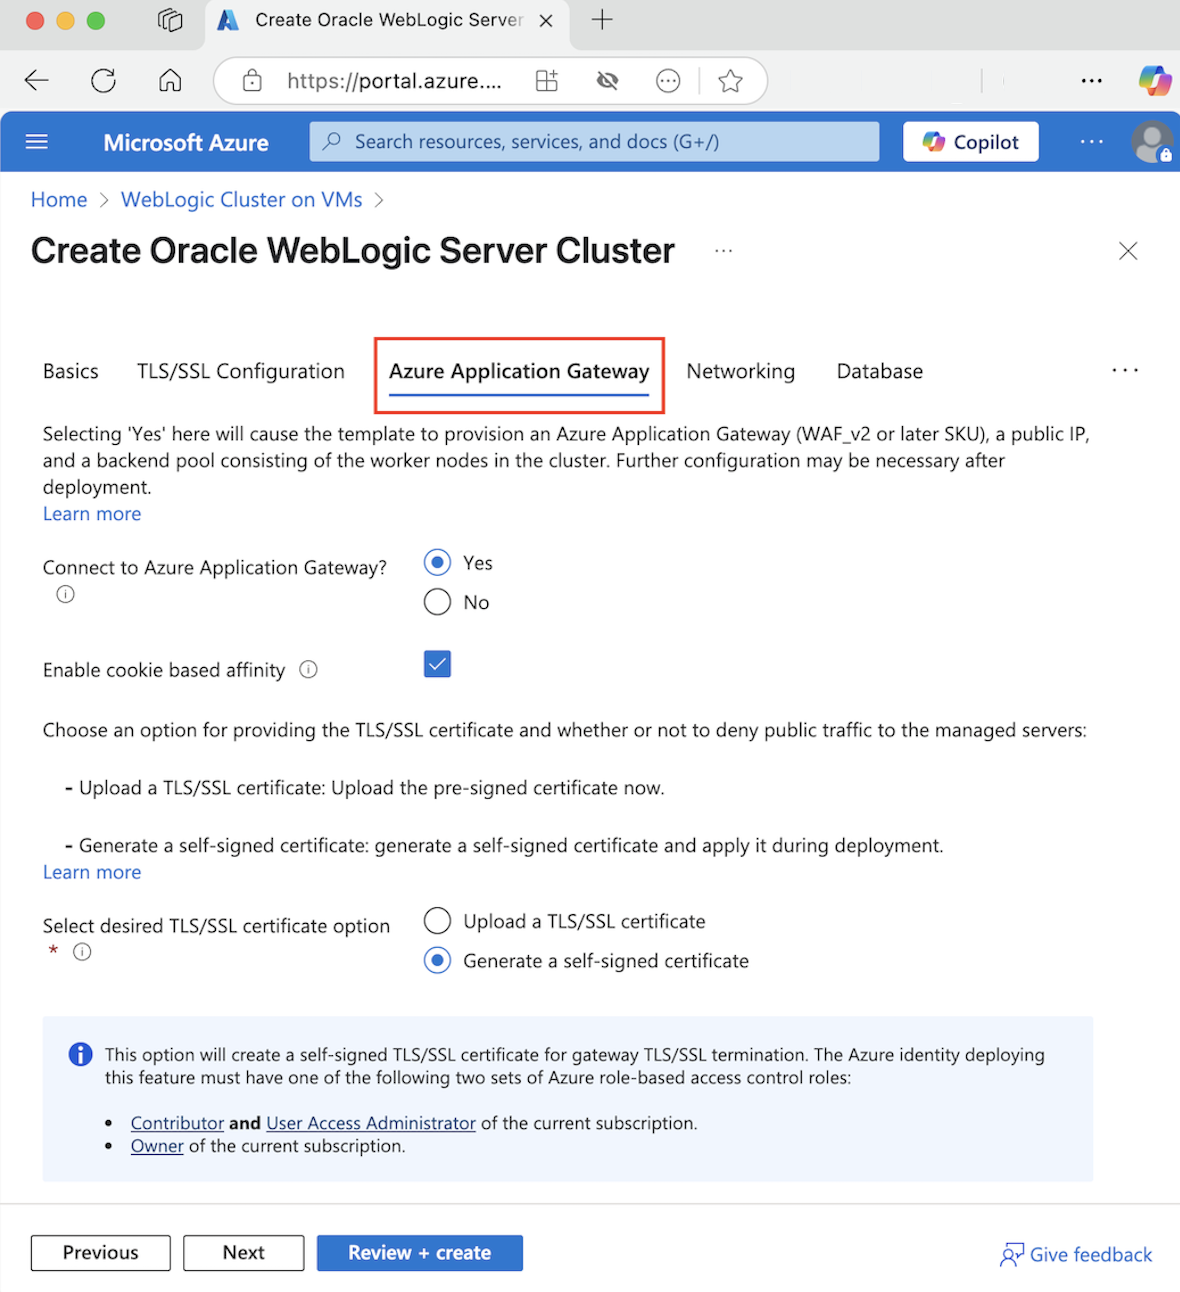 Create Oracle WebLogic Server
https://portal.azure....
Microsoft Azure
Search resources, services, and docs (G+/)
Copilot
Home > WebLogic Cluster on VMs >
Create Oracle WebLogic Server Cluster
Basics TLS/SSL Configuration Azure Application Gateway Networking Database
Selecting 'Yes' here will cause the template to provision an Azure Application Gateway (WAF_v2 or later SKU), a public IP,
and a backend pool consisting of the worker nodes in the cluster. Further configuration may be necessary after
deployment.
Learn more
Connect to Azure Application Gateway?
Yes
No
Enable cookie based affinity
Choose an option for providing the TLS/SSL certificate and whether or not to deny public traffic to the managed servers:
- Upload a TLS/SSL certificate: Upload the pre-signed certificate now.
- Generate a self-signed certificate: generate a self-signed certificate and apply it during deployment.
Learn more
Select desired TLS/SSL certificate option
*
Upload a TLS/SSL certificate
Generate a self-signed certificate
This option will create a self-signed TLS/SSL certificate for gateway TLS/SSL termination. The Azure identity deploying
this feature must have one of the following two sets of Azure role-based access control roles:
• Contributor and User Access Administrator of the current subscription.
• Owner of the current subscription.
Previous
Next
Review + create
Give feedback